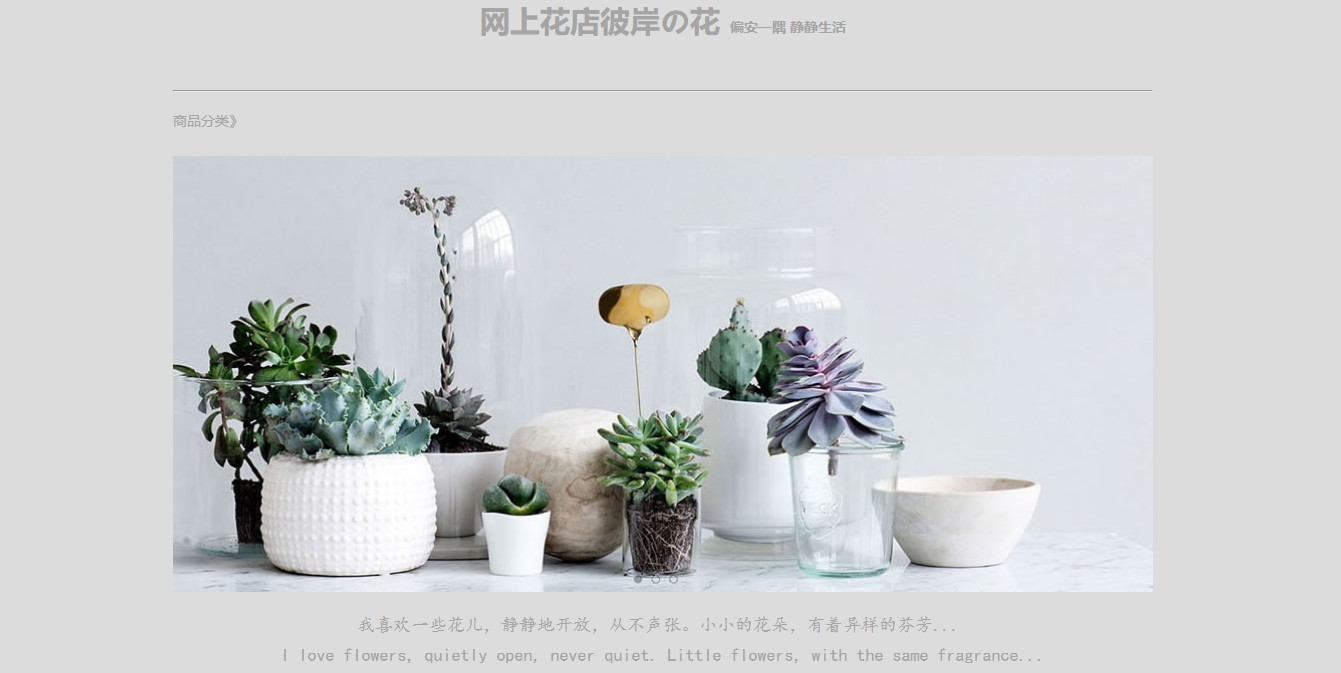 网上花店彼岸の花 偏安一隅 静静生活
商品分类》
WECK
我喜欢一些花儿，静静地开放，从不声张。小小的花朵，有着异样的芬芳...
I love flowers, quietly open, never quiet. Little flowers, with the same fragrance...